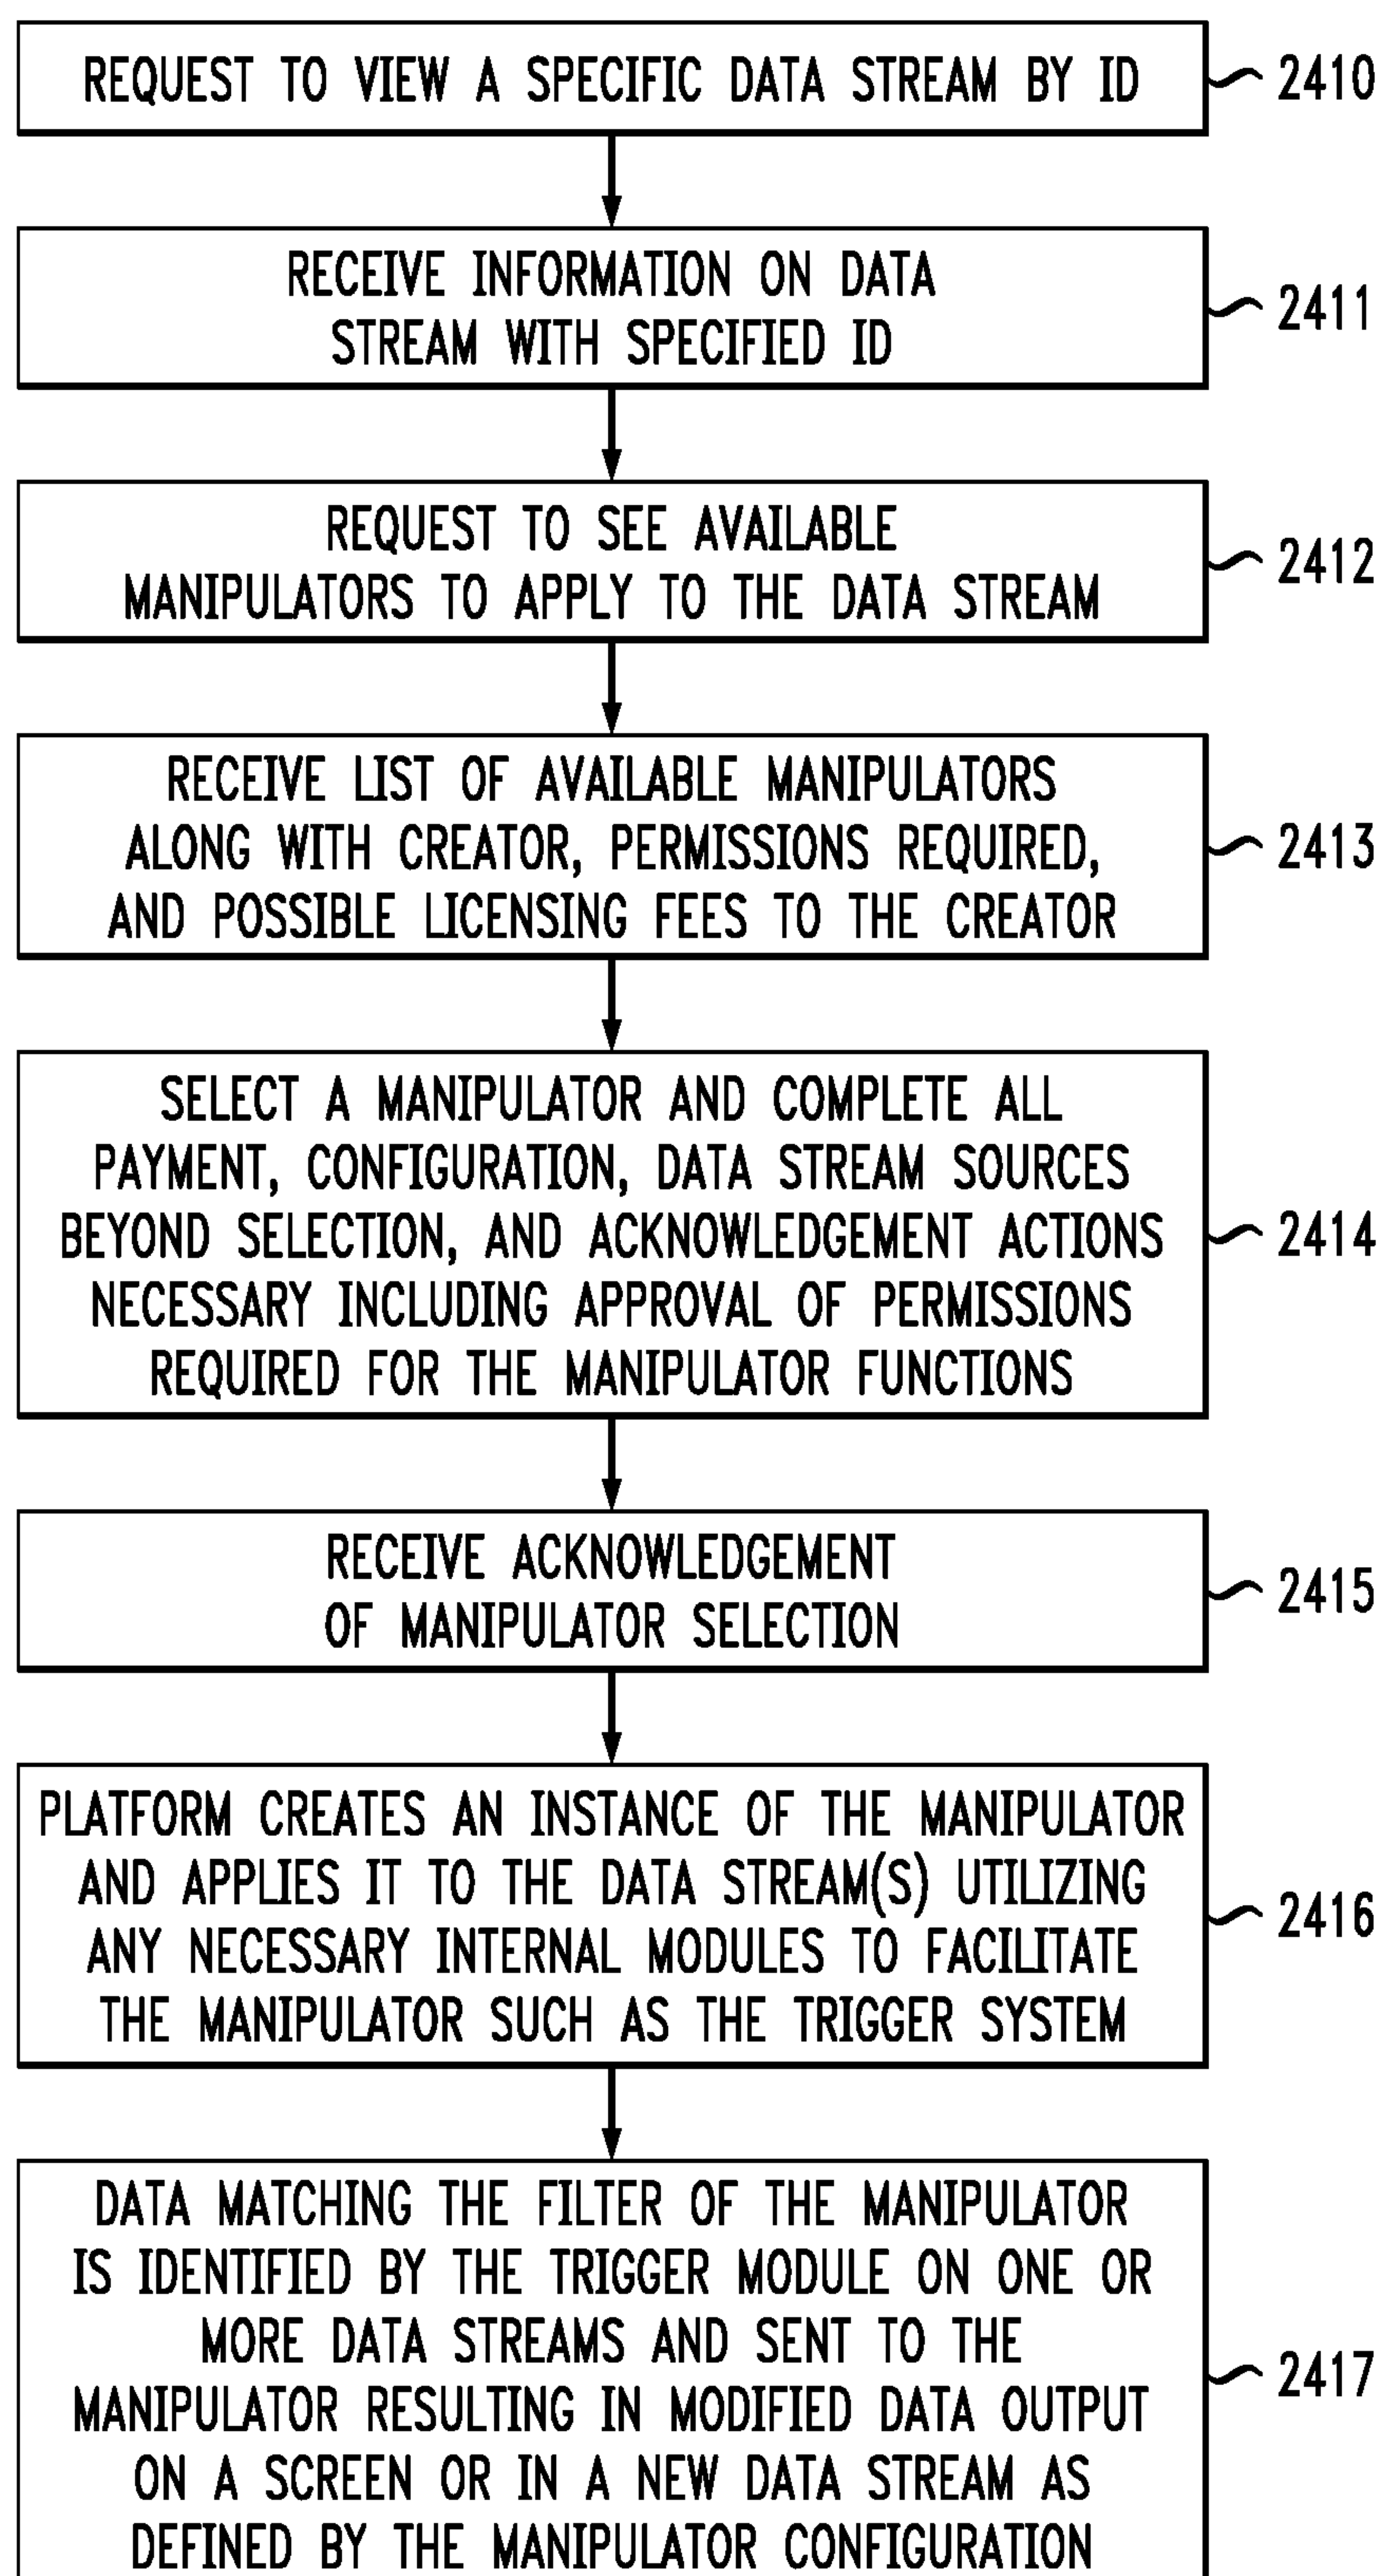 REQUEST TO VIEW A SPECIFIC DATA STREAM BY ID
2410
RECEIVE INFORMATION ON DATA
STREAM WITH SPECIFIED ID
2411
REQUEST TO SEE AVAILABLE
MANIPULATORS TO APPLY TO THE DATA STREAM
2412
RECEIVE LIST OF AVAILABLE MANIPULATORS
ALONG WITH CREATOR, PERMISSIONS REQUIRED,
AND POSSIBLE LICENSING FEES TO THE CREATOR
2413
SELECT A MANIPULATOR AND COMPLETE ALL
PAYMENT, CONFIGURATION, DATA STREAM SOURCES
BEYOND SELECTION, AND ACKNOWLEDGEMENT ACTIONS
NECESSARY INCLUDING APPROVAL OF PERMISSIONS
REQUIRED FOR THE MANIPULATOR FUNCTIONS
2414
RECEIVE ACKNOWLEDGEMENT
OF MANIPULATOR SELECTION
2415
PLATFORM CREATES AN INSTANCE OF THE MANIPULATOR
AND APPLIES IT TO THE DATA STREAM(S) UTILIZING
ANY NECESSARY INTERNAL MODULES TO FACILITATE
THE MANIPULATOR SUCH AS THE TRIGGER SYSTEM
2416
DATA MATCHING THE FILTER OF THE MANIPULATOR
IS IDENTIFIED BY THE TRIGGER MODULE ON ONE OR
MORE DATA STREAMS AND SENT TO THE
MANIPULATOR RESULTING IN MODIFIED DATA OUTPUT
ON A SCREEN OR IN A NEW DATA STREAM AS
DEFINED BY THE MANIPULATOR CONFIGURATION
2417